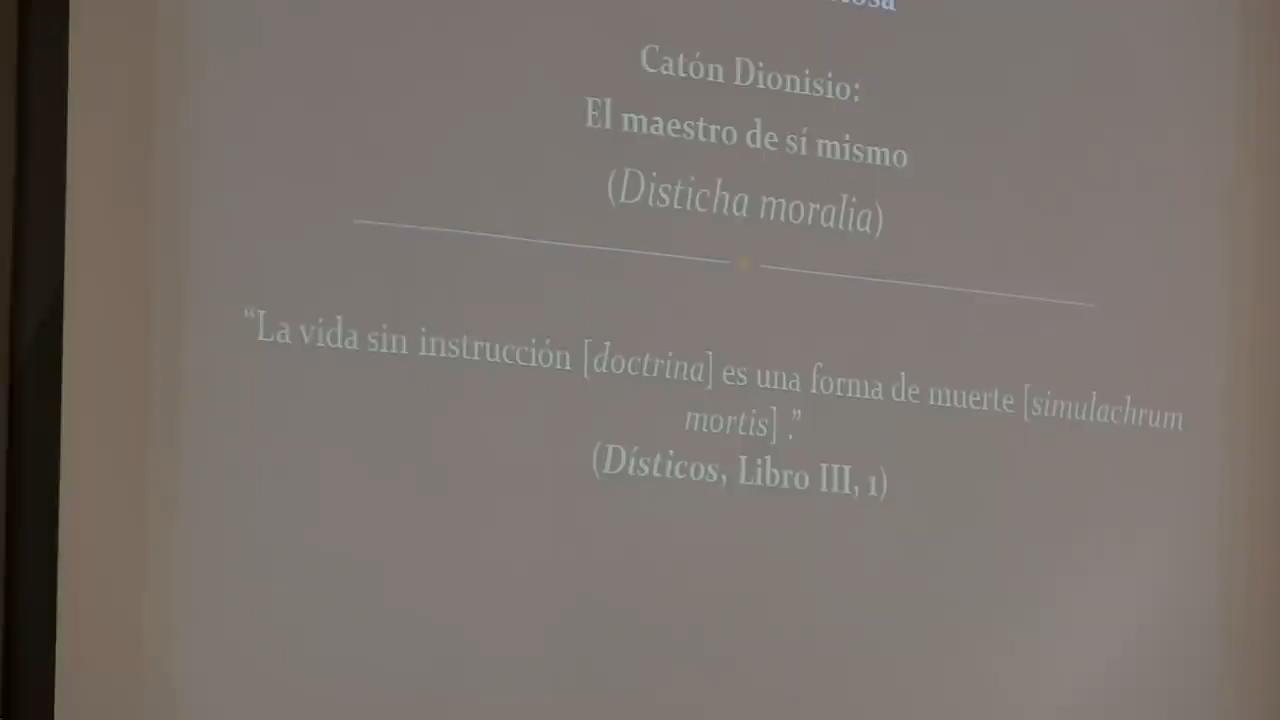 Catón Dionisio:
El maestro de sí mismo
(Disticha moralia)
“La vida sin instrucción [doctrina] es una forma de muerte [simulachrum
mortis] .”
(Dísticos, Libro III, 1)